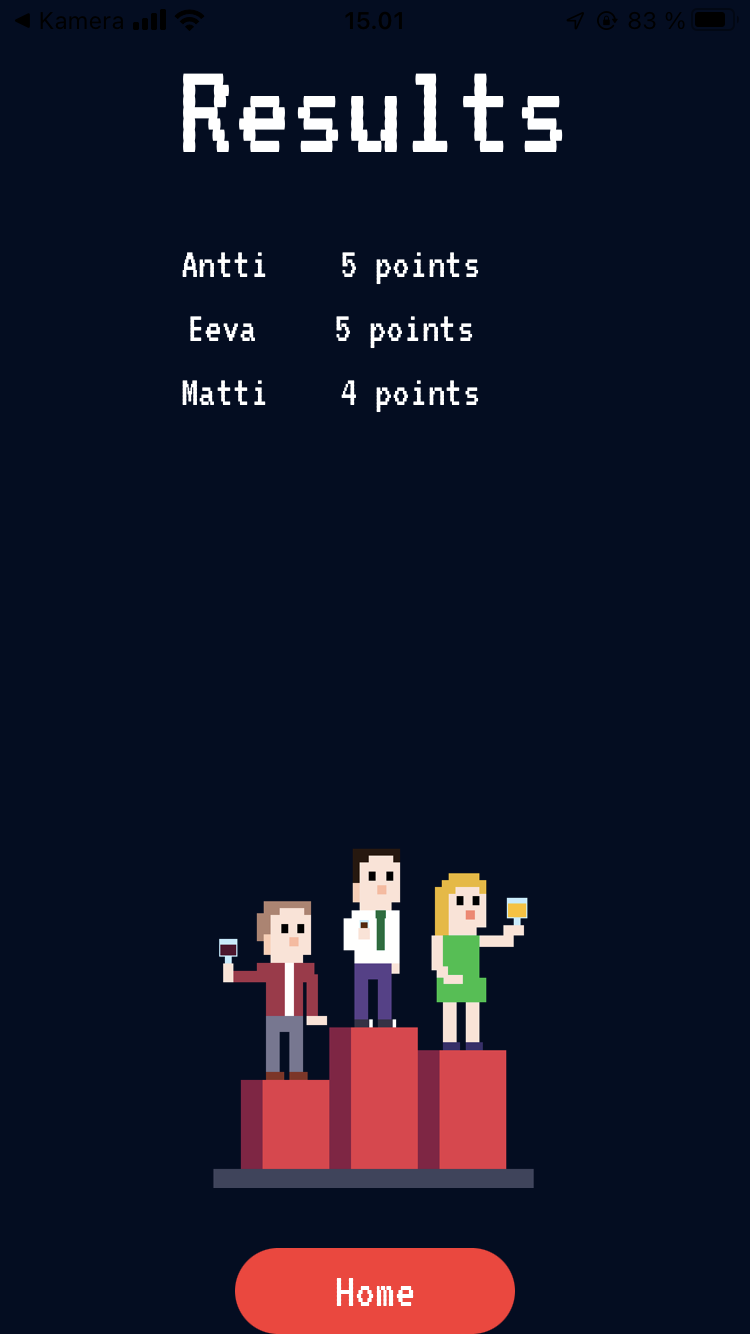 ◀ Kamera 15.01 83 %
Results
Antti 5 points
Eeva 5 points
Matti 4 points
Home